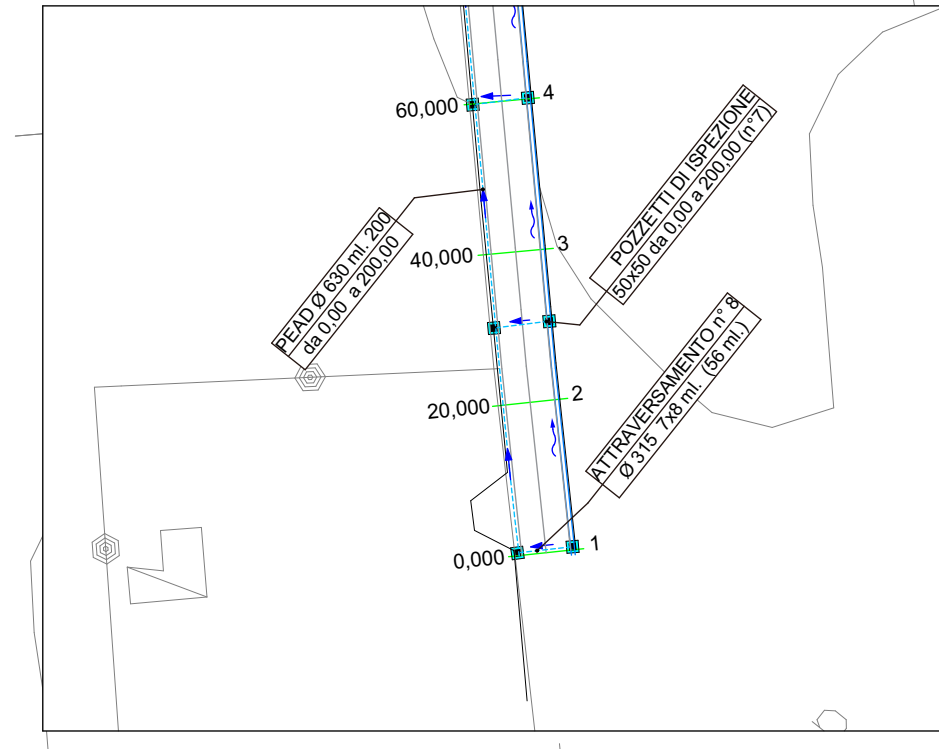 60,000
4
POZZETTI DI ISPEZIONE
50x50 da 0,00 a 200,00 (n°7)
PEAD Ø 630 ml. 200
da 0,00  a 200,00
40,000
3
ATTRAVERSAMENTO n° 8
Ø 315  7x8 ml.  (56 ml.)
20,000
2
0,000
1